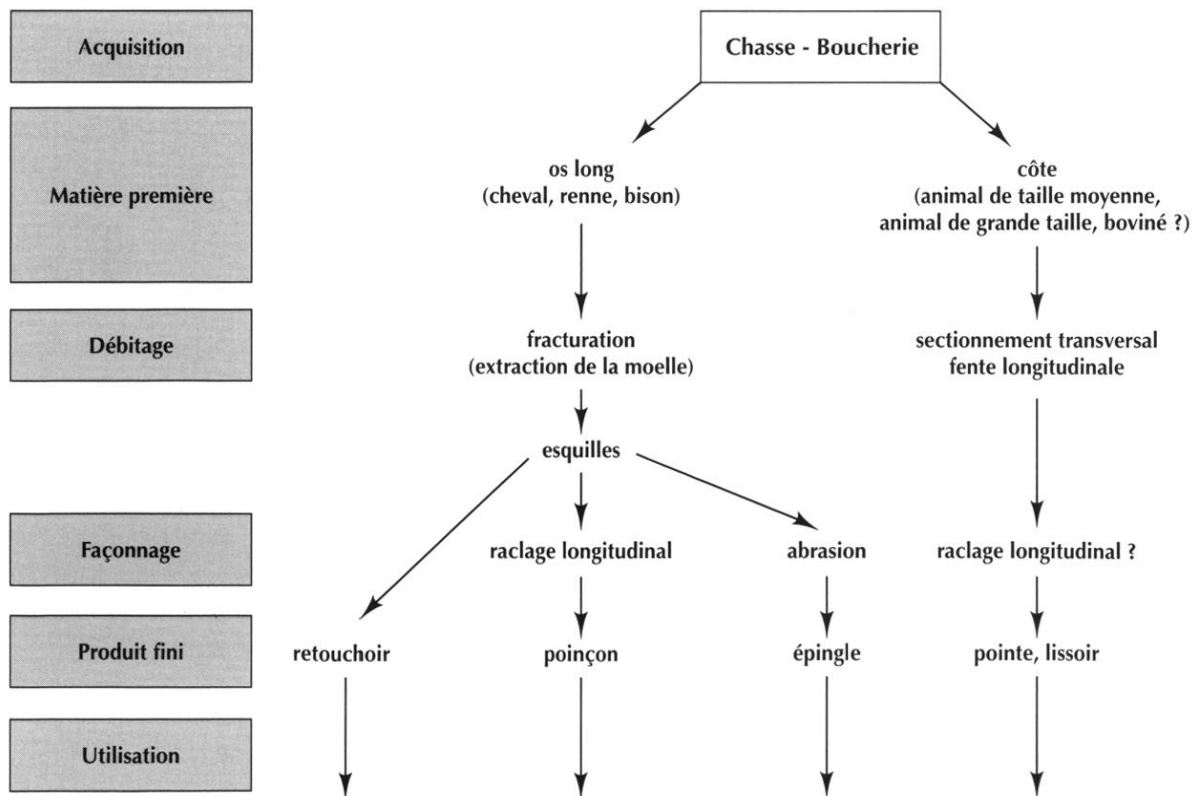 Acquisition
Chasse - Boucherie
Matière première
os long
(cheval, renne, bison)
côte
(animal de taille moyenne,
animal de grande taille, boviné ?)
Débitage
fracturation
(extraction de la moelle)
sectionnement transversal
fente longitudinale
esquilles
Façonnage
raclage longitudinal
abrasion
raclage longitudinal ?
Produit fini
retouchoir
poinçon
épingle
pointe, lissoir
Utilisation